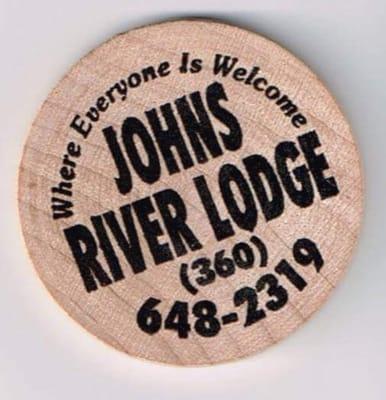 Where Everyone Is Welcome
JOHNS
RIVER LODGE
(360)
648-2319